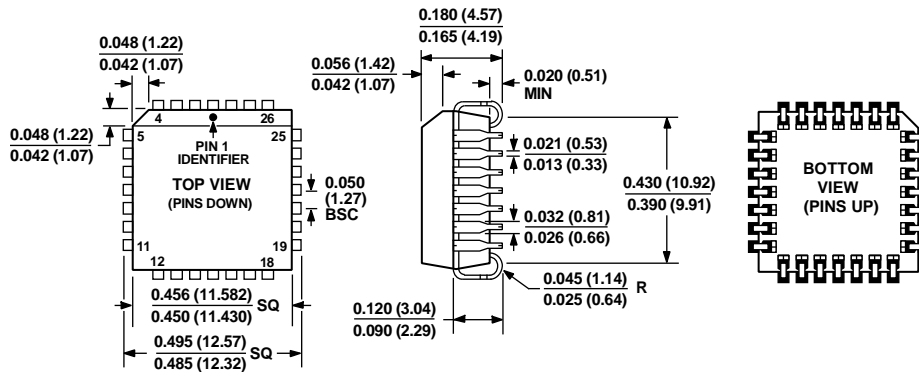 0.180 (4.57)
0.165 (4.19)
0.048 (1.22)
0.042 (1.07)
0.056 (1.42)
0.042 (1.07)
0.020 (0.51)
MIN
0.048 (1.22)
0.042 (1.07)
4
26
5
25
PIN 1
IDENTIFIER
TOP VIEW
(PINS DOWN)
0.050
(1.27)
BSC
11
19
12
18
0.021 (0.53)
0.013 (0.33)
0.032 (0.81)
0.026 (0.66)
0.430 (10.92)
0.390 (9.91)
BOTTOM
VIEW
(PINS UP)
0.456 (11.582)
0.450 (11.430)
SQ
0.495 (12.57)
0.485 (12.32)
SQ
0.120 (3.04)
0.090 (2.29)
0.045 (1.14)
0.025 (0.64)
R